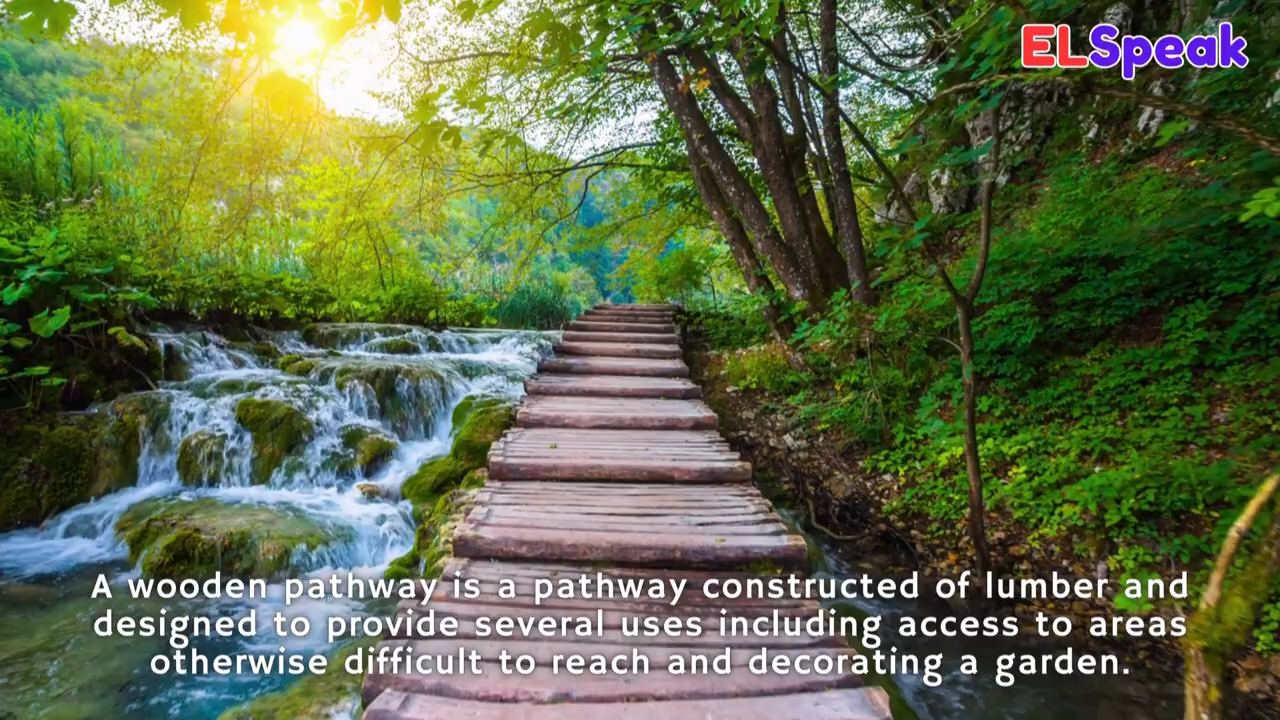 ELSpeak
A wooden pathway is a pathway constructed of lumber and
designed to provide several uses including access to areas
otherwise difficult to reach and decorating a garden.